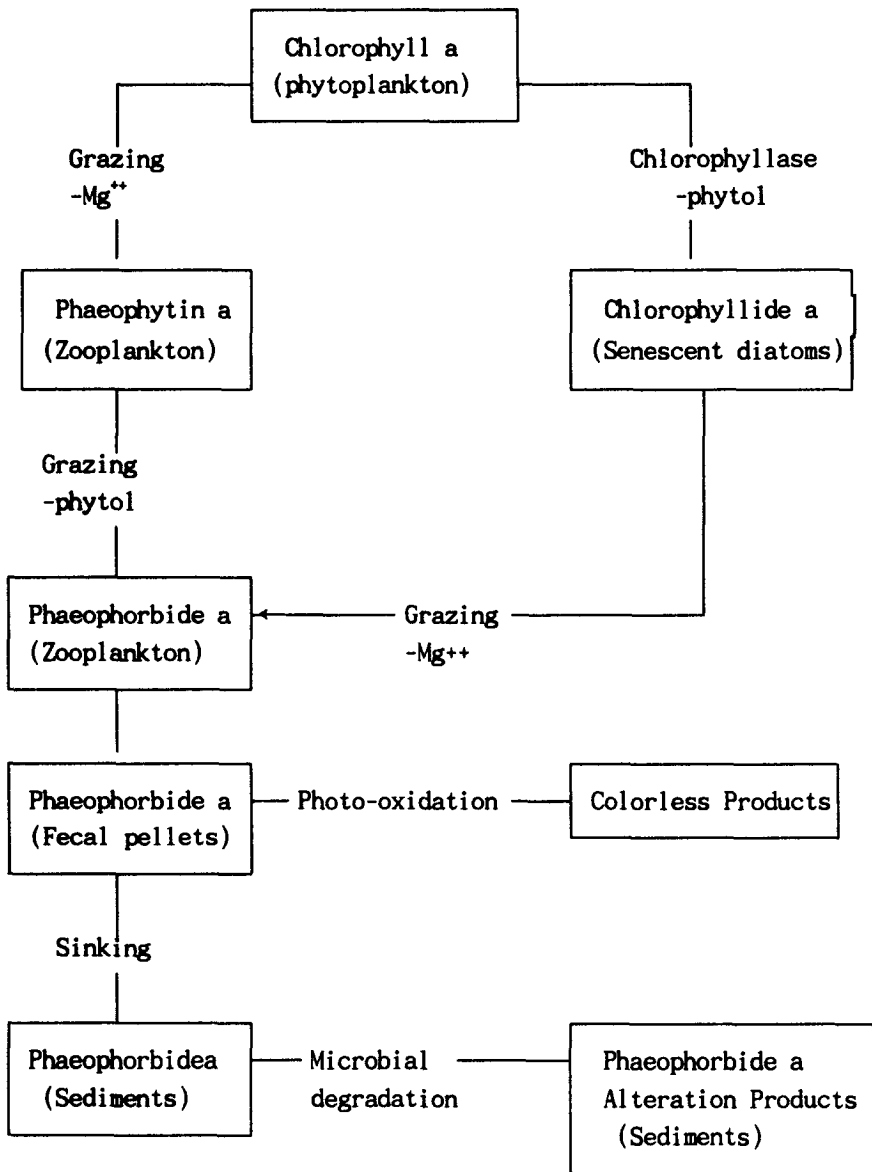 Chlorophyll a
(phytoplankton)
Grazing
-Mg++
Chlorophyllase
-phytol
Phaeophytin a
(Zooplankton)
Chlorophyllide a
(Senescent diatoms)
Grazing
-phytol
Phaeophorbide a
(Zooplankton)
Grazing
-Mg++
Phaeophorbide a
(Fecal pellets)
Photo-oxidation
Colorless Products
Sinking
Phaeophorbidea
(Sediments)
Microbial
degradation
Phaeophorbide a
Alteration Products
(Sediments)